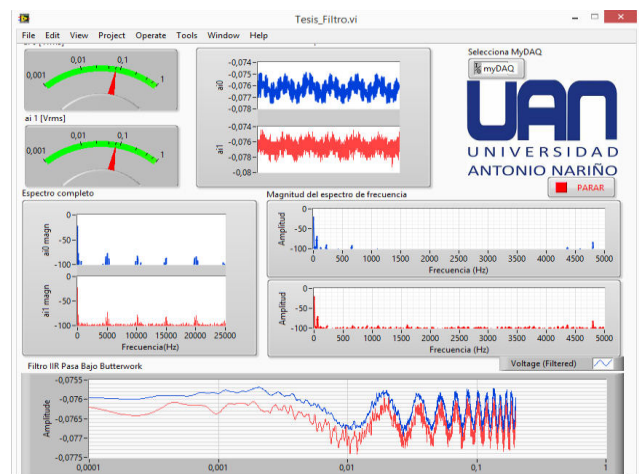 Tesis_Filtro.vi
File Edit View Project Operate Tools Window Help
0,001 0,01 0,1 1
ai 1 [Vrms]
0,001 0,01 0,1 1
ai0
-0,074
-0,076
-0,078
ai1
-0,074
-0,076
-0,078
-0,08
Selecciona MyDAQ
myDAQ
UAN
UNIVERSIDAD
ANTONIO NARIÑO
PARAR
Espectro completo
ai0 magn
0
-50
-100
ai1 magn
0
-50
-100
0 5000 10000 15000 20000 25000
Frecuencia(Hz)
Magnitud del espectro de frecuencia
Amplitud
0
-50
-100
0 500 1000 1500 2000 2500 3000 3500 4000 4500 5000
Frecuencia (Hz)
Amplitud
0
-50
-100
0 500 1000 1500 2000 2500 3000 3500 4000 4500 5000
Frecuencia (Hz)
Filtro IIR Pasa Bajo Butterwork
Voltage (Filtered)
Amplitude
-0,0755
-0,076
-0,0765
-0,077
-0,0775
0,0001 0,001 0,01 0,1 1